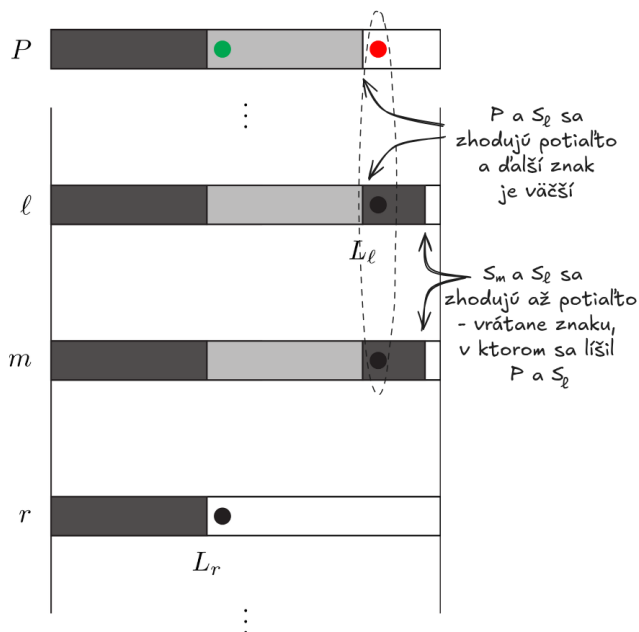 P
⋮
P a Sℓ sa
zhodujú potiaľto
a ďalší znak
je väčší
ℓ
Lℓ
Sₘ a Sℓ sa
zhodujú až potiaľto
- vrátane znaku,
v ktorom sa líšil
P a Sℓ
m
r
Lᵣ
⋮